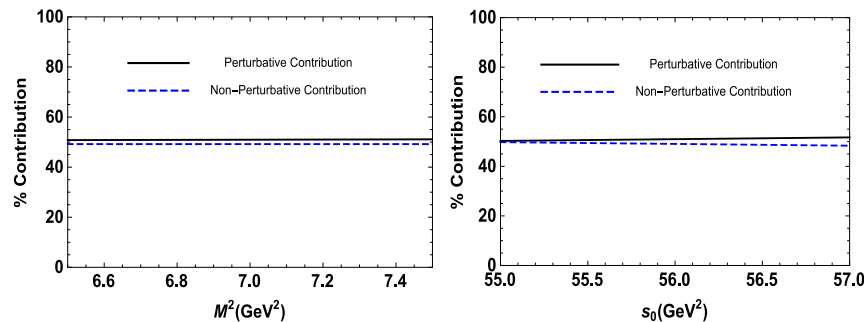 100
80
60
40
20
0
% Contribution
Perturbative Contribution
Non-Perturbative Contribution
6.6 6.8 7.0 7.2 7.4
M²(GeV²)
100
80
60
40
20
0
% Contribution
Perturbative Contribution
Non-Perturbative Contribution
55.0 55.5 56.0 56.5 57.0
s₀(GeV²)